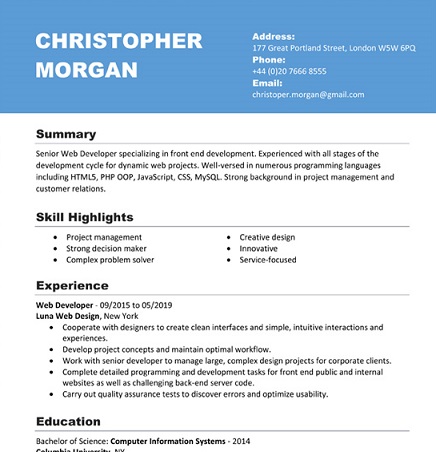 CHRISTOPHER
MORGAN
Address:
177 Great Portland Street, London W5W 6PQ
Phone:
+44 (0)20 7666 8555
Email:
christoper.morgan@gmail.com
Summary
Senior Web Developer specializing in front end development. Experienced with all stages of the
development cycle for dynamic web projects. Well-versed in numerous programming languages
including HTML5, PHP OOP, JavaScript, CSS, MySQL. Strong background in project management and
customer relations.
Skill Highlights
• Project management
• Strong decision maker
• Complex problem solver
• Creative design
• Innovative
• Service-focused
Experience
Web Developer - 09/2015 to 05/2019
Luna Web Design, New York
• Cooperate with designers to create clean interfaces and simple, intuitive interactions and
experiences.
• Develop project concepts and maintain optimal workflow.
• Work with senior developer to manage large, complex design projects for corporate clients.
• Complete detailed programming and development tasks for front end public and internal
websites as well as challenging back-end server code.
• Carry out quality assurance tests to discover errors and optimize usability.
Education
Bachelor of Science: Computer Information Systems - 2014
Columbia University, NY